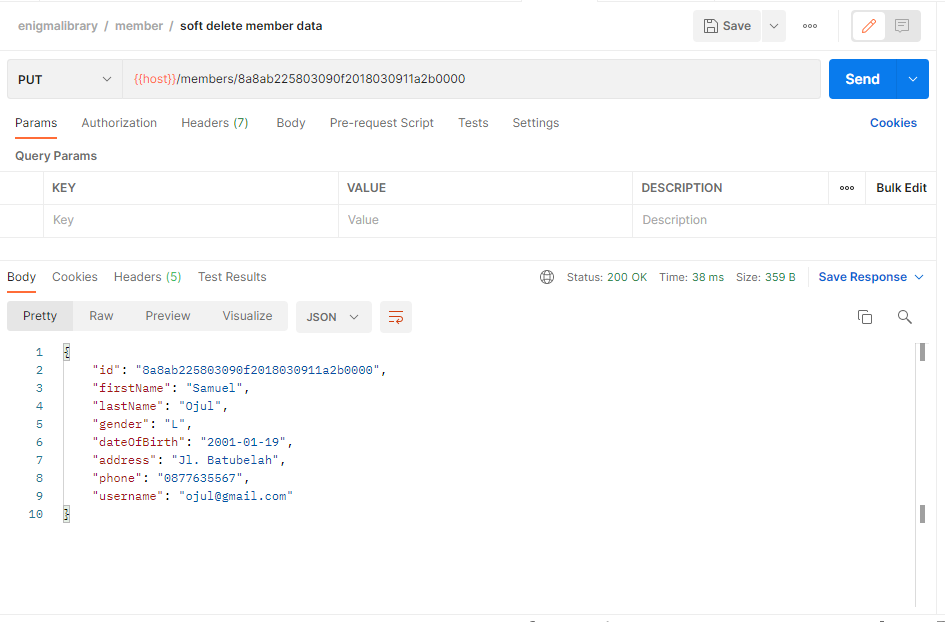 enigmalibrary / member / soft delete member data
Save
PUT {{host}}/members/8a8ab225803090f2018030911a2b0000 Send
Params Authorization Headers (7) Body Pre-request Script Tests Settings Cookies
Query Params
KEY VALUE DESCRIPTION Bulk Edit
Key Value Description
Body Cookies Headers (5) Test Results Status: 200 OK Time: 38 ms Size: 359 B Save Response
Pretty Raw Preview Visualize JSON
1 {
2 "id": "8a8ab225803090f2018030911a2b0000",
3 "firstName": "Samuel",
4 "lastName": "Ojul",
5 "gender": "L",
6 "dateOfBirth": "2001-01-19",
7 "address": "Jl. Batubelah",
8 "phone": "0877635567",
9 "username": "ojul@gmail.com"
10 }